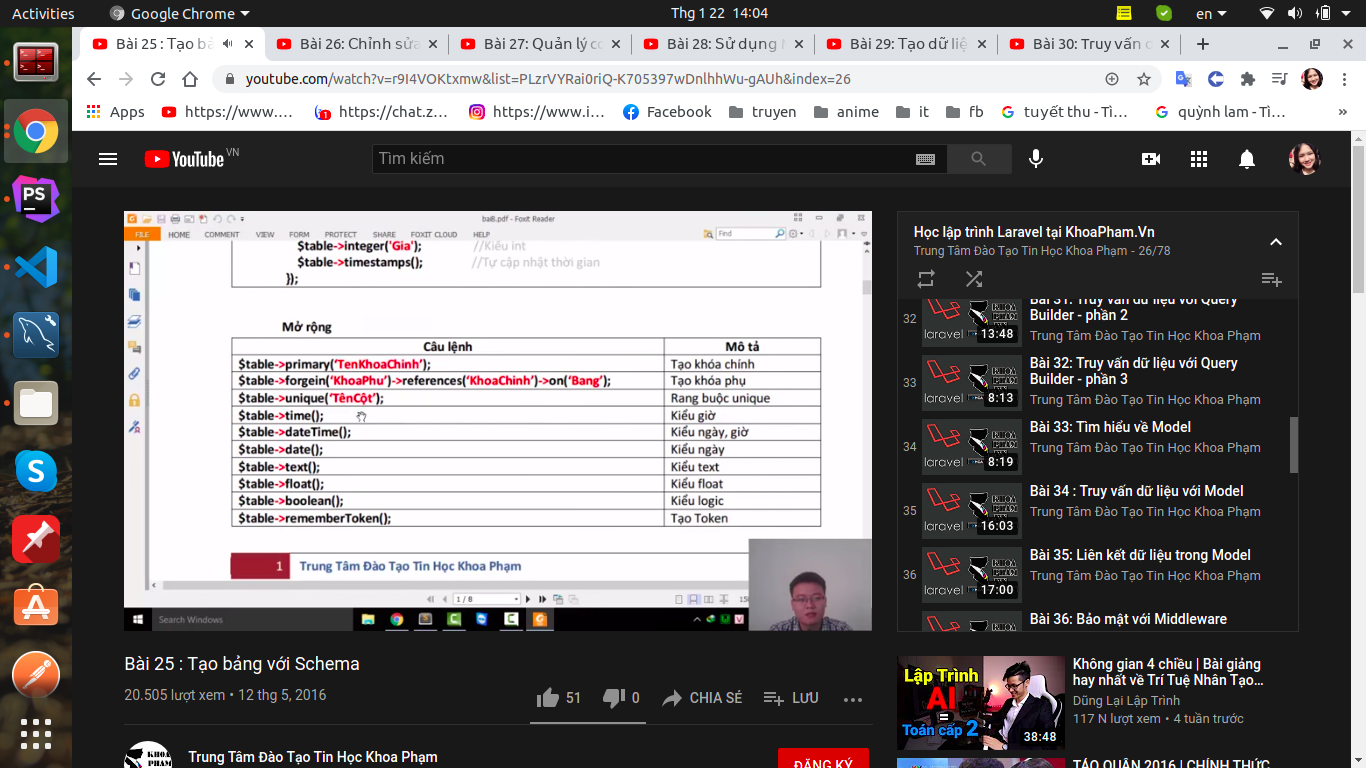 Activities
Google Chrome
Thg 1 22 14:04
en
Bài 25 : Tạo bả
Bài 26: Chỉnh sửa
Bài 27: Quản lý cơ
Bài 28: Sử dụng
Bài 29: Tạo dữ liệ
Bài 30: Truy vấn
youtube.com/watch?v=r9I4VOKtxmw&list=PLzrVYRai0riQ-K705397wDnlhhWu-gAUh&index=26
Apps
https://www....
https://chat.z...
https://www.i...
Facebook
truyen
anime
it
fb
tuyết thu - Tì...
quỳnh lam - Tì...
YouTube VN
Tìm kiếm
bai8.pdf - Foxit Reader
FILE HOME COMMENT VIEW FORM PROTECT SHARE FOXIT CLOUD HELP
Find
$table->integer('Gia'); //Kiểu int
$table->timestamps(); //Tự cập nhật thời gian
});
Mở rộng
Câu lệnh Mô tả
$table->primary('TenKhoaChinh'); Tạo khóa chính
$table->forgein('KhoaPhu')->references('KhoaChinh')->on('Bang'); Tạo khóa phụ
$table->unique('TênCột'); Rang buộc unique
$table->time(); Kiểu giờ
$table->dateTime(); Kiểu ngày, giờ
$table->date(); Kiểu ngày
$table->text(); Kiểu text
$table->float(); Kiểu float
$table->boolean(); Kiểu logic
$table->rememberToken(); Tạo Token
1 Trung Tâm Đào Tạo Tin Học Khoa Phạm
1 / 8
Search Windows
Bài 25 : Tạo bảng với Schema
20.505 lượt xem • 12 thg 5, 2016
51
0
CHIA SẺ
LƯU
KHOA
PHAM
Trung Tâm Đào Tạo Tin Học Khoa Phạm
ĐĂNG KÝ
Học lập trình Laravel tại KhoaPham.Vn
Trung Tâm Đào Tạo Tin Học Khoa Phạm - 26/78
32
laravel
13:48
Bài 31: Truy vấn dữ liệu với Query
Builder - phần 2
Trung Tâm Đào Tạo Tin Học Khoa Phạm
33
laravel
8:13
Bài 32: Truy vấn dữ liệu với Query
Builder - phần 3
Trung Tâm Đào Tạo Tin Học Khoa Phạm
34
laravel
8:19
Bài 33: Tìm hiểu về Model
Trung Tâm Đào Tạo Tin Học Khoa Phạm
35
laravel
16:03
Bài 34 : Truy vấn dữ liệu với Model
Trung Tâm Đào Tạo Tin Học Khoa Phạm
36
laravel
17:00
Bài 35: Liên kết dữ liệu trong Model
Trung Tâm Đào Tạo Tin Học Khoa Phạm
Bài 36: Bảo mật với Middleware
Lập Trình
AI
=
Toán cấp 2
38:48
Không gian 4 chiều | Bài giảng
hay nhất về Trí Tuệ Nhân Tạo...
Dũng Lại Lập Trình
117 N lượt xem • 4 tuần trước
TÁO QUÂN 2016 | CHÍNH THỨC